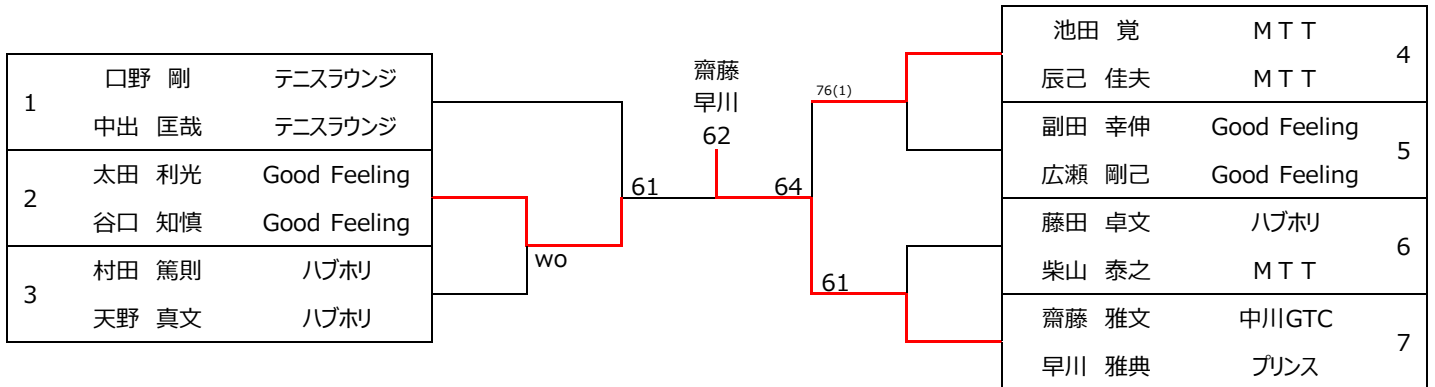 1
口野 剛 テニスラウンジ
中出 匡哉 テニスラウンジ
2
太田 利光 Good Feeling
谷口 知慎 Good Feeling
3
村田 篤則 ハブホリ
天野 真文 ハブホリ
wo
61
齋藤
早川
62
64
76(1)
61
池田 覚 MTT
辰己 佳夫 MTT
4
副田 幸伸 Good Feeling
広瀬 剛己 Good Feeling
5
藤田 卓文 ハブホリ
柴山 泰之 MTT
6
齋藤 雅文 中川GTC
早川 雅典 プリンス
7